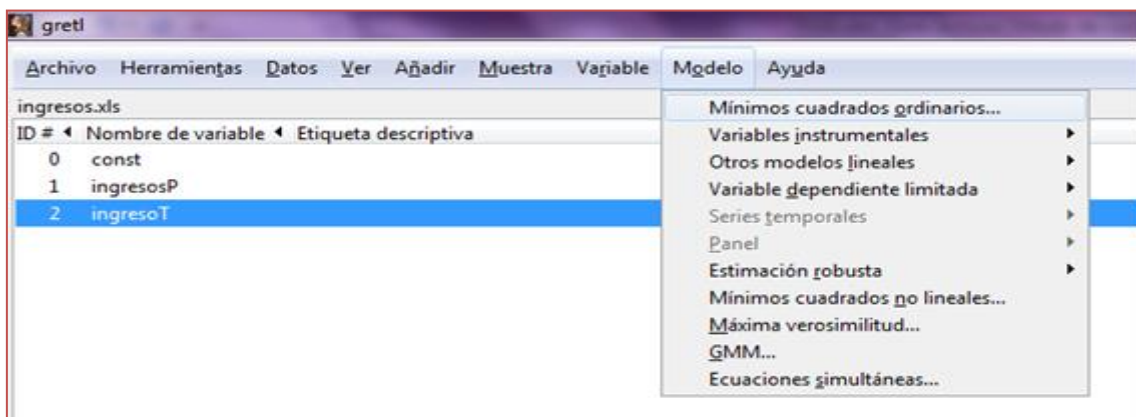 gretl
Archivo Herramientas Datos Ver Añadir Muestra Variable Modelo Ayuda
ingresos.xls
ID # Nombre de variable Etiqueta descriptiva
0 const
1 ingresosP
2 ingresoT
Mínimos cuadrados ordinarios...
Variables instrumentales
Otros modelos lineales
Variable dependiente limitada
Series temporales
Panel
Estimación robusta
Mínimos cuadrados no lineales...
Máxima verosimilitud...
GMM...
Ecuaciones simultáneas...